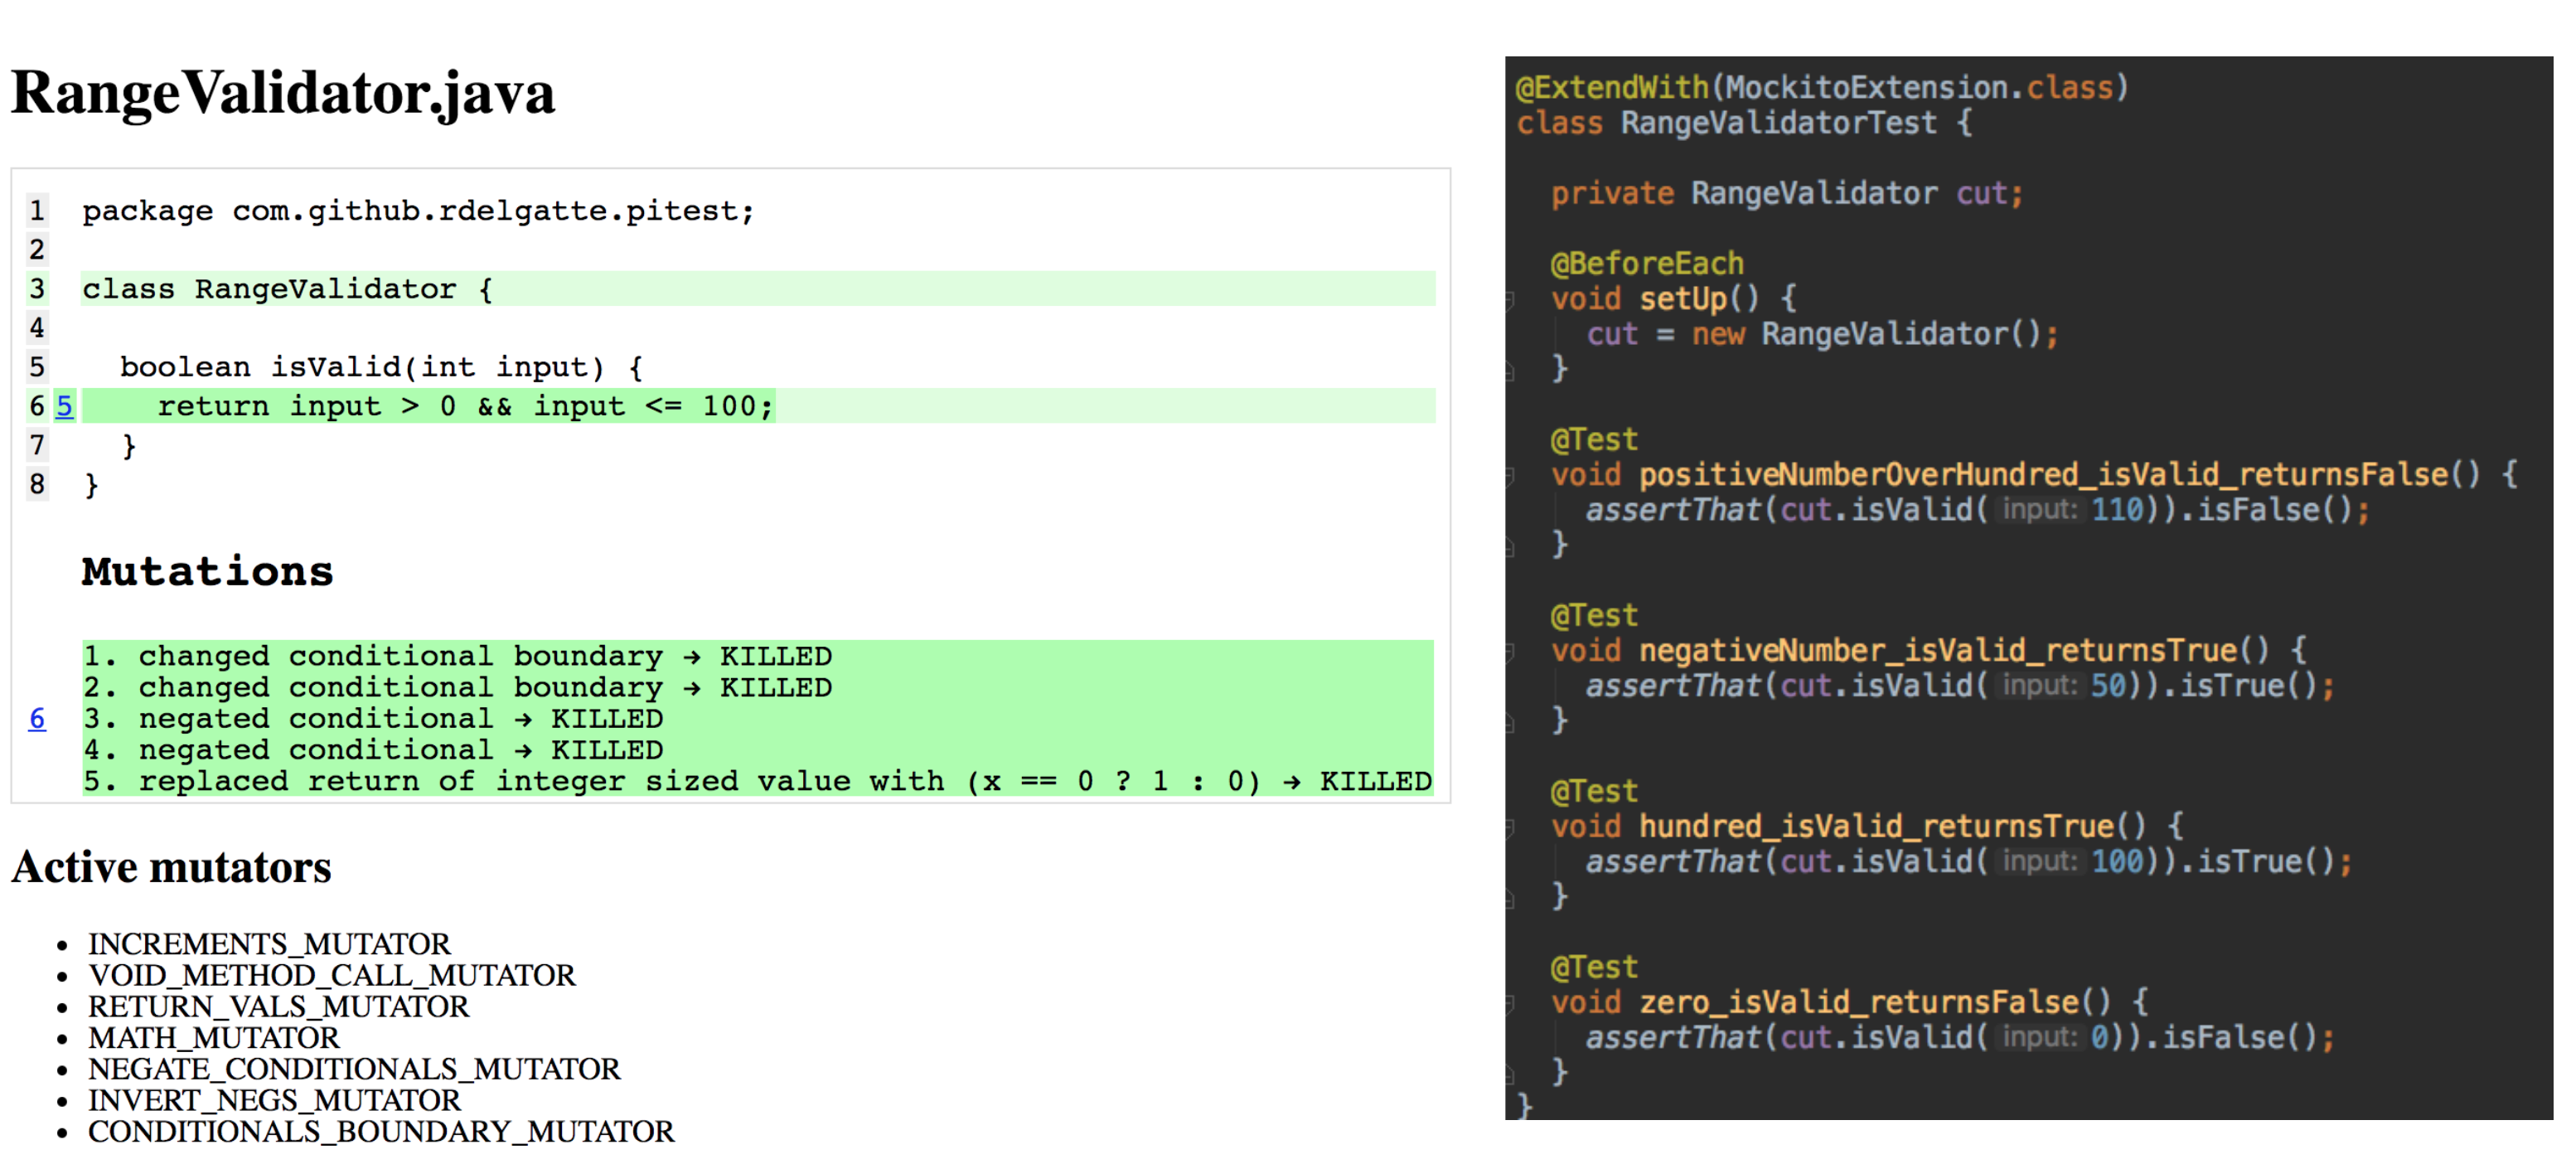 RangeValidator.java
1 package com.github.rdelgatte.pitest;
2
3 class RangeValidator {
4
5 boolean isValid(int input) {
6 5 return input > 0 && input <= 100;
7 }
8 }
Mutations
1. changed conditional boundary → KILLED
2. changed conditional boundary → KILLED
6 3. negated conditional → KILLED
4. negated conditional → KILLED
5. replaced return of integer sized value with (x == 0 ? 1 : 0) → KILLED
Active mutators
• INCREMENTS_MUTATOR
• VOID_METHOD_CALL_MUTATOR
• RETURN_VALS_MUTATOR
• MATH_MUTATOR
• NEGATE_CONDITIONALS_MUTATOR
• INVERT_NEGS_MUTATOR
• CONDITIONALS_BOUNDARY_MUTATOR
@ExtendWith(MockitoExtension.class)
class RangeValidatorTest {
private RangeValidator cut;
@BeforeEach
void setUp() {
cut = new RangeValidator();
}
@Test
void positiveNumberOverHundred_isValid_returnsFalse() {
assertThat(cut.isValid( input: 110)).isFalse();
}
@Test
void negativeNumber_isValid_returnsTrue() {
assertThat(cut.isValid( input: 50)).isTrue();
}
@Test
void hundred_isValid_returnsTrue() {
assertThat(cut.isValid( input: 100)).isTrue();
}
@Test
void zero_isValid_returnsFalse() {
assertThat(cut.isValid( input: 0)).isFalse();
}
}